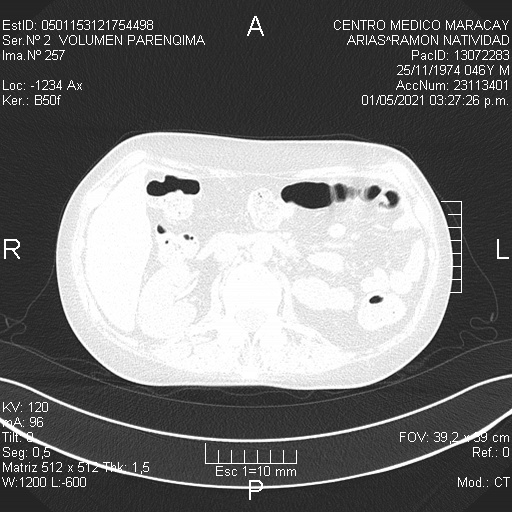 EstID: 0501153121754498
Ser.Nº 2 VOLUMEN PARENQIMA
Ima.Nº 257
Loc: -1234 Ax
Ker.: B50f
A
CENTRO MEDICO MARACAY
ARIAS^RAMON NATIVIDAD
PacID: 13072283
25/11/1974 046Y M
AccNum: 23113401
01/05/2021 03:27:26 p.m.
R
L
KV: 120
mA: 96
Tilt: 0
Seg: 0,5
Matriz 512 x 512 Thk: 1,5
W:1200 L:-600
Esc 1=10 mm
P
FOV: 39,2 x 39 cm
Ref.: 0
Mod.: CT